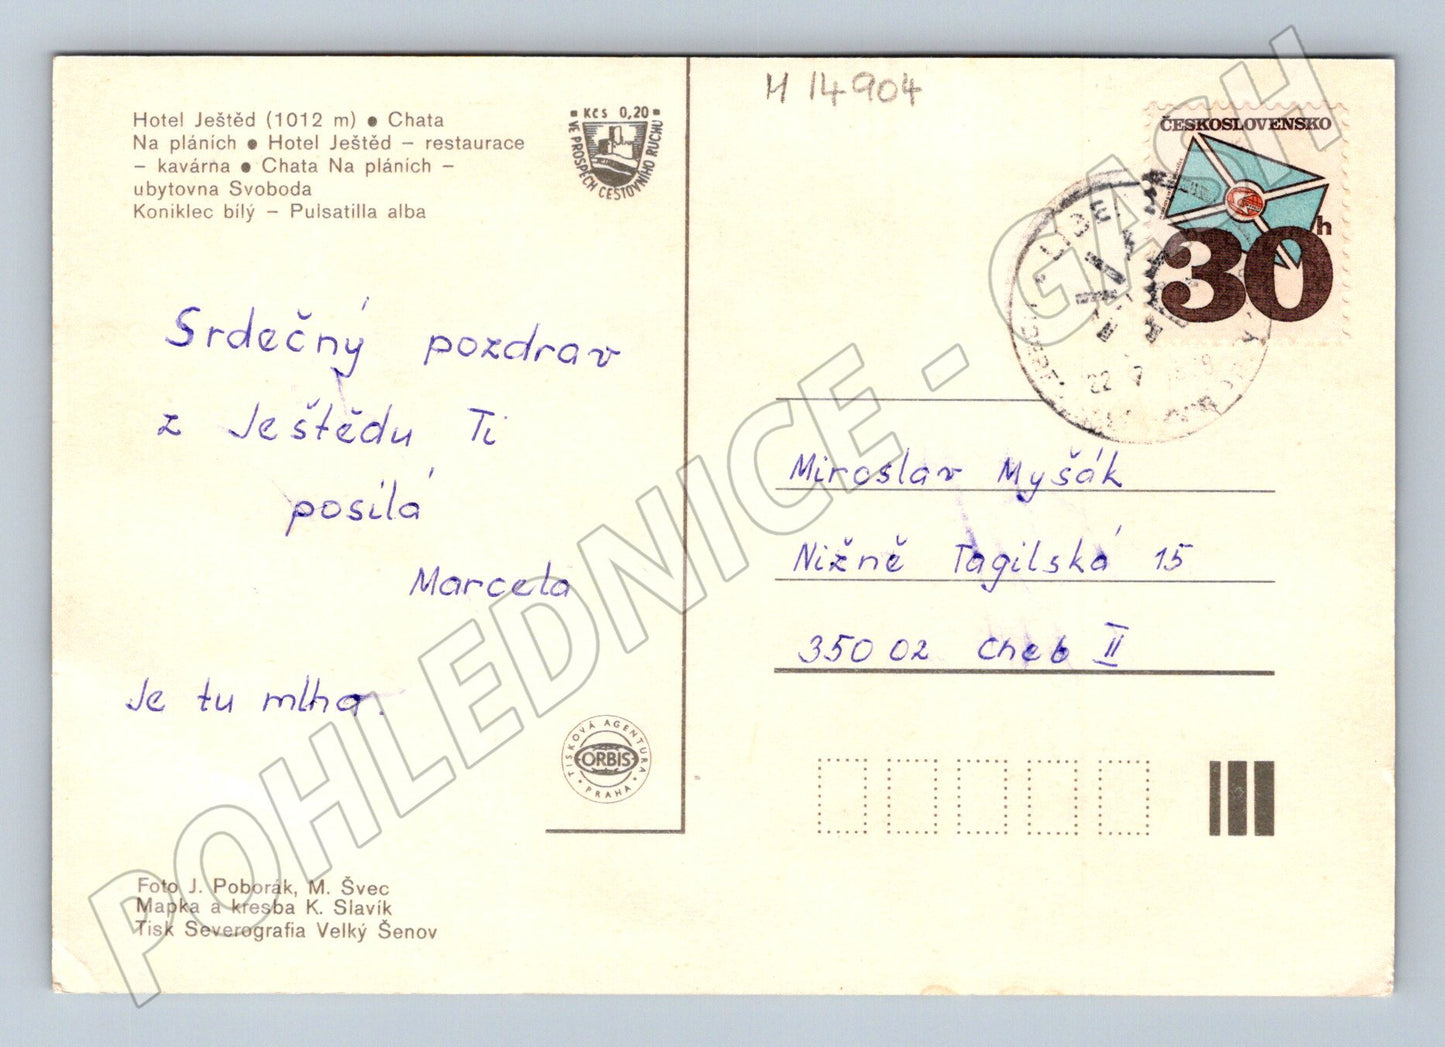 Hotel Ještěd (1012 m) ● Chata
Na pláních ● Hotel Ještěd – restaurace
– kavárna ● Chata Na pláních –
ubytovna Svoboda
Koniklec bílý – Pulsatilla alba
Kčs 0,20
VE PROSPĚCH CESTOVNÍHO RUCHU
M 14904
ČESKOSLOVENSKO
30h
22 7
Srdečný pozdrav
z Ještědu Ti
posílá
Marcela
Je tu mlha.
Miroslav Myšák
Nižně Tagilská 15
350 02 Cheb II
TISKOVÁ AGENTURA
ORBIS
PRAHA
Foto J. Poborák, M. Švec
Mapka a kresba K. Slavík
Tisk Severografia Velký Šenov
POHLEDNICE - GASH